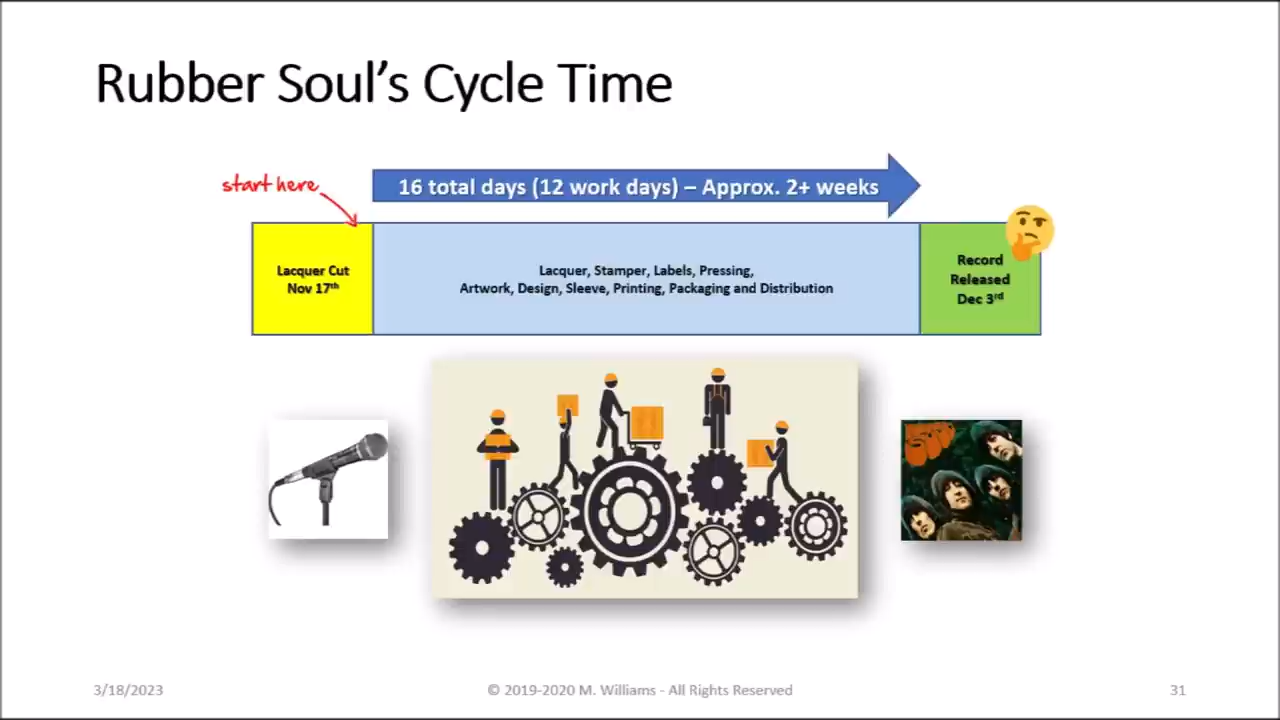 Rubber Soul’s Cycle Time
start here
16 total days (12 work days) – Approx. 2+ weeks
Lacquer Cut
Nov 17th
Lacquer, Stamper, Labels, Pressing,
Artwork, Design, Sleeve, Printing, Packaging and Distribution
Record
Released
Dec 3rd
3/18/2023
© 2019-2020 M. Williams - All Rights Reserved
31